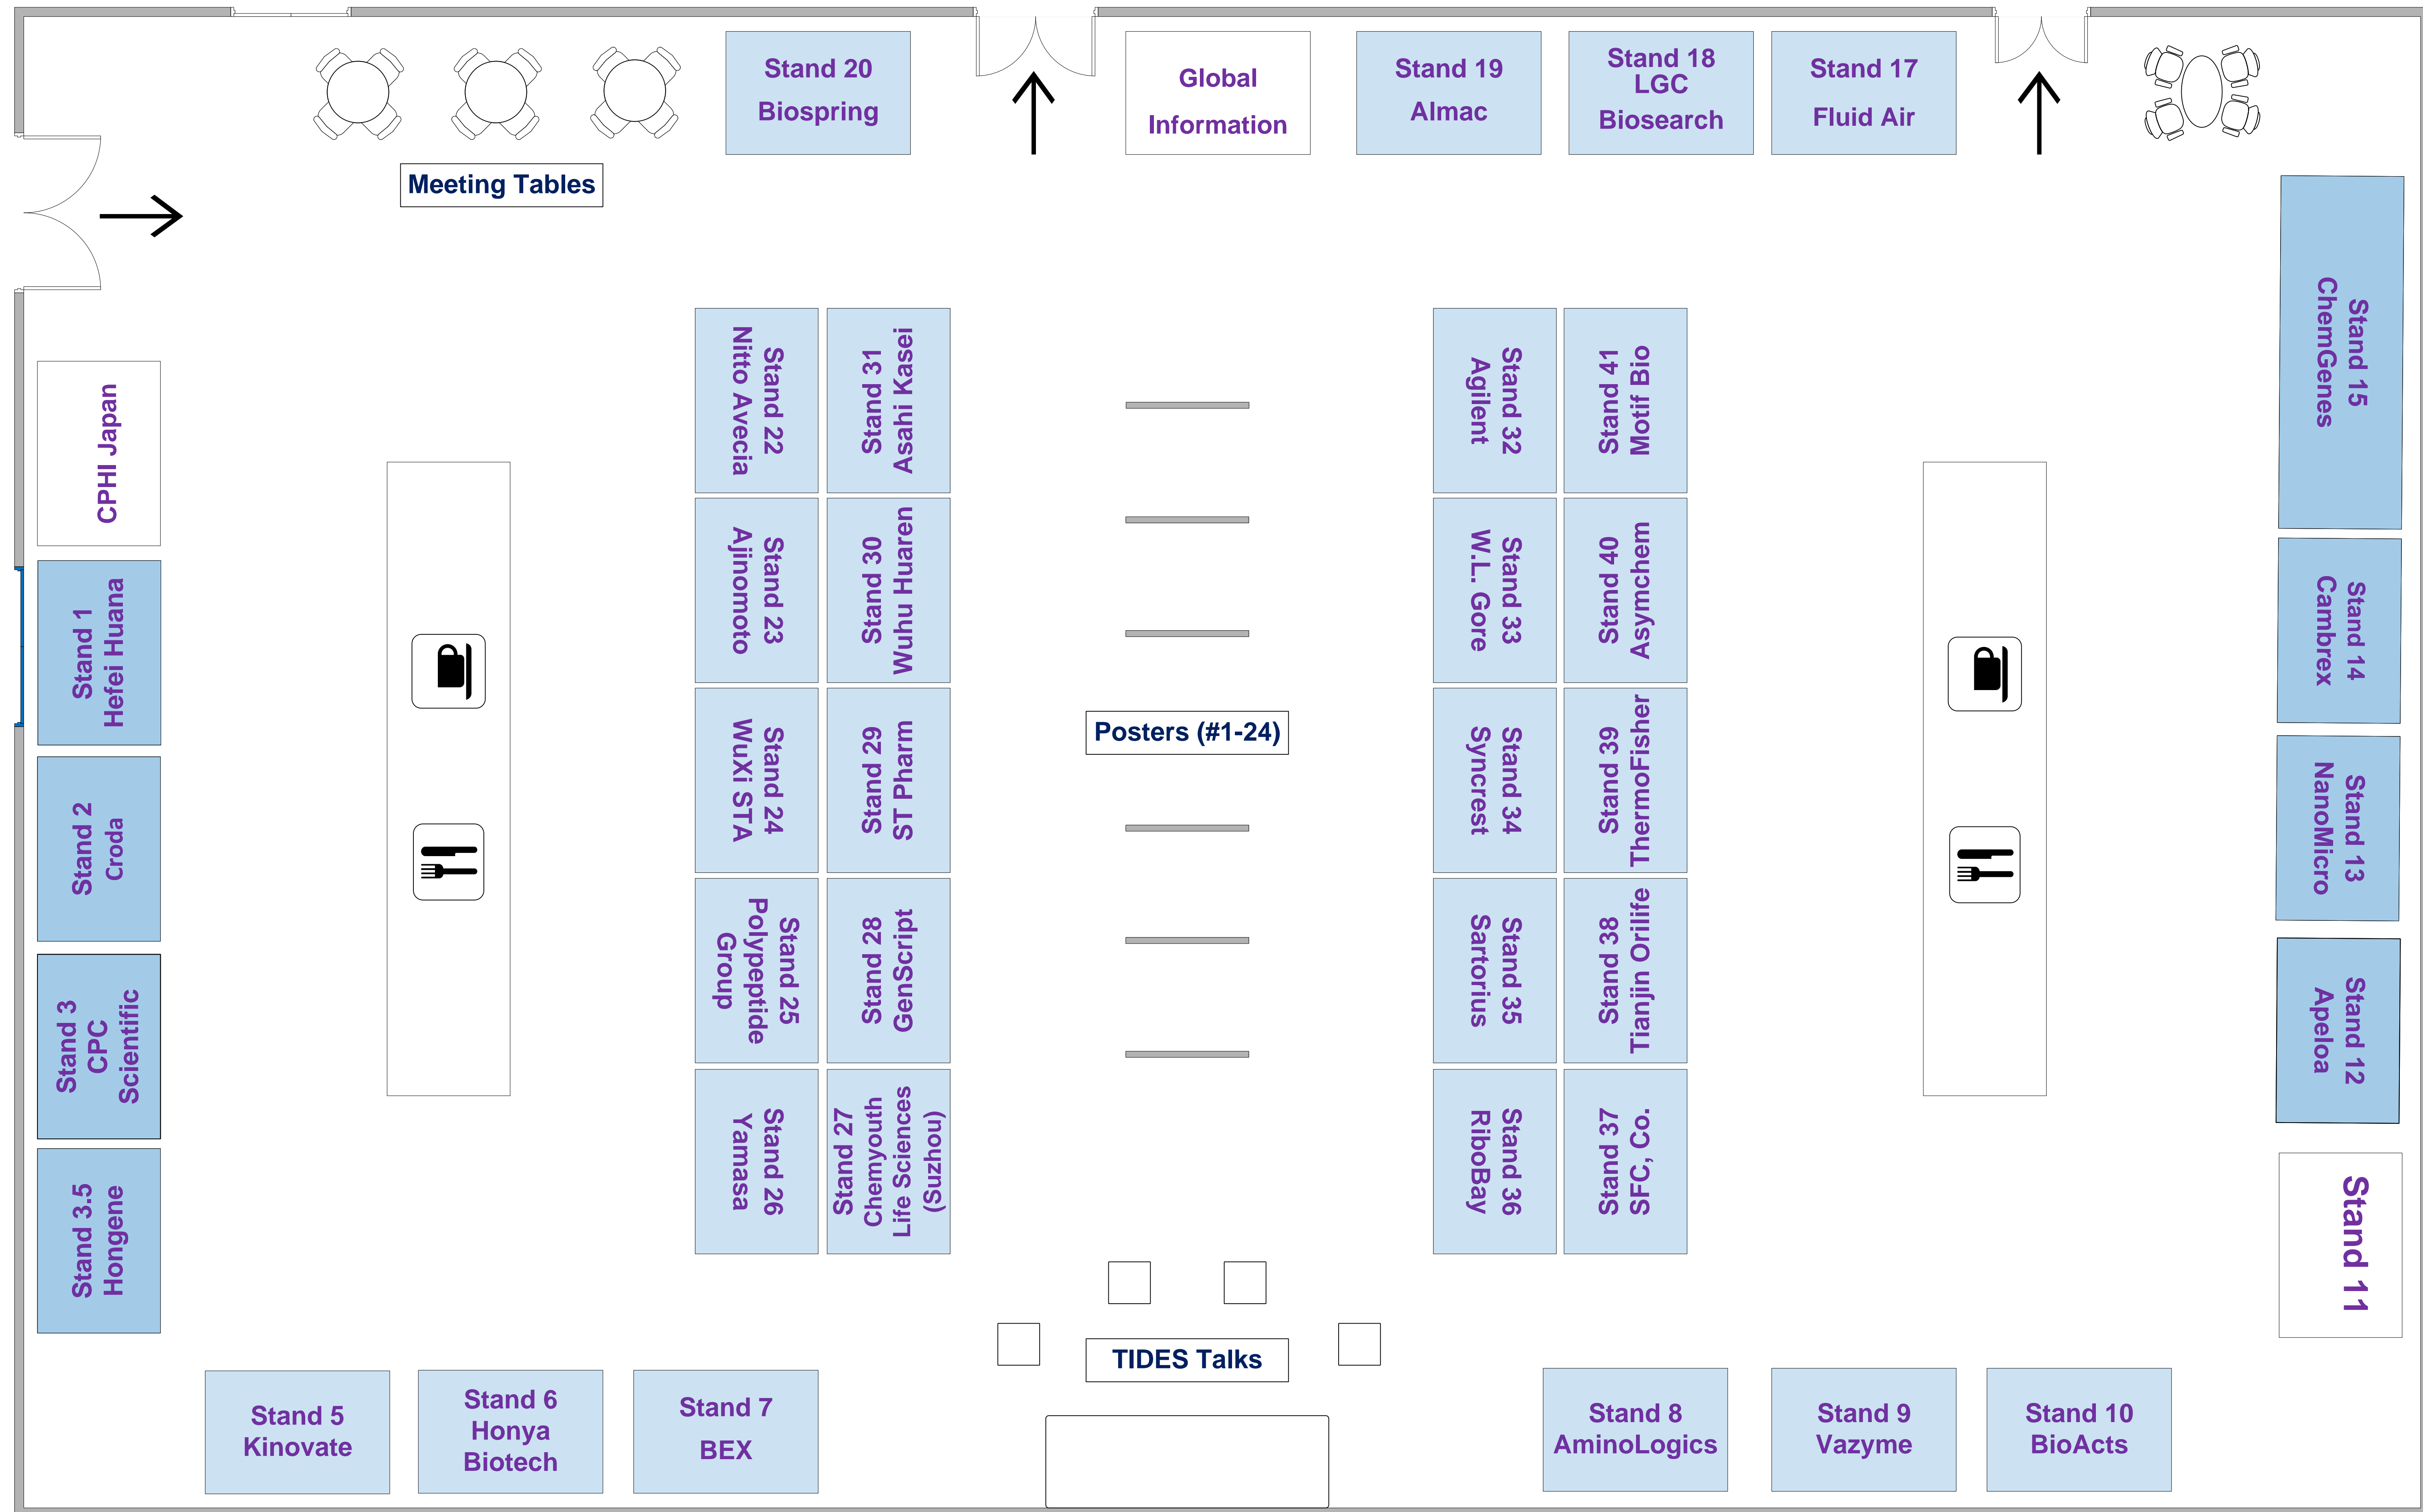 Stand 20
Biospring
Global
Information
Stand 19
Almac
Stand 18
LGC
Biosearch
Stand 17
Fluid Air
Meeting Tables
CPHI Japan
Stand 1
Hefei Huana
Stand 2
Croda
Stand 3
CPC
Scientific
Stand 3.5
Hongene
Stand 22
Nitto Avecia
Stand 31
Asahi Kasei
Stand 23
Ajinomoto
Stand 30
Wuhu Huaren
Stand 24
WuXi STA
Stand 29
ST Pharm
Stand 25
Polypeptide
Group
Stand 28
GenScript
Stand 26
Yamasa
Stand 27
Chemyouth
Life Sciences
(Suzhou)
Posters (#1-24)
Stand 32
Agilent
Stand 41
Motif Bio
Stand 33
W.L. Gore
Stand 40
Asymchem
Stand 34
Syncrest
Stand 39
ThermoFisher
Stand 35
Sartorius
Stand 38
Tianjin Orilife
Stand 36
RiboBay
Stand 37
SFC, Co.
Stand 15
ChemGenes
Stand 14
Cambrex
Stand 13
NanoMicro
Stand 12
Apeloa
Stand 11
TIDES Talks
Stand 5
Kinovate
Stand 6
Honya
Biotech
Stand 7
BEX
Stand 8
AminoLogics
Stand 9
Vazyme
Stand 10
BioActs